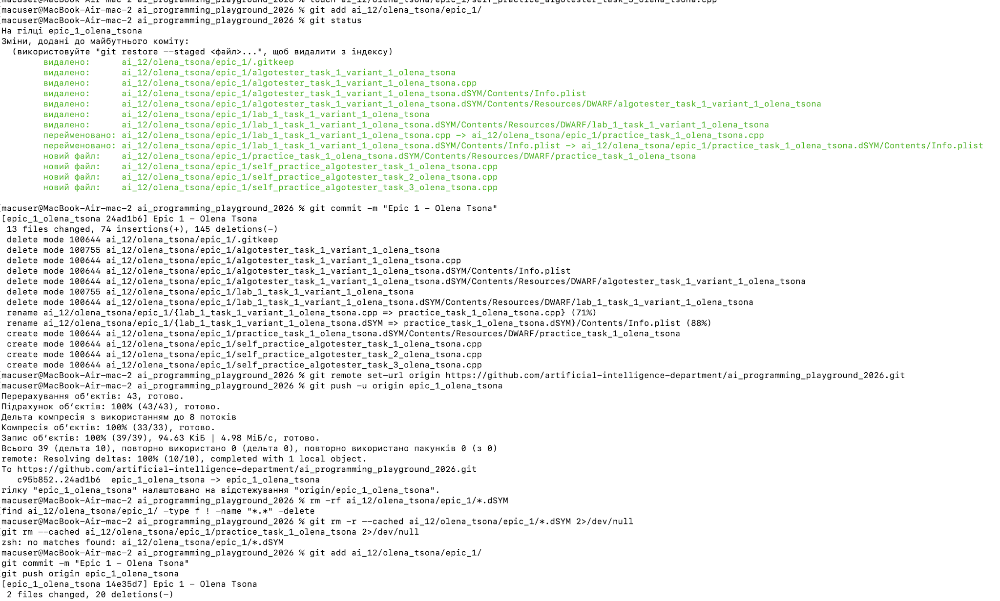 macuser@MacBook-Air-mac-2 ai_programming_playground_2026 % touch ai_12/olena_tsona/epic_1/self_practice_algotester_task_3_olena_tsona.cpp
[macuser@MacBook-Air-mac-2 ai_programming_playground_2026 % git add ai_12/olena_tsona/epic_1/
[macuser@MacBook-Air-mac-2 ai_programming_playground_2026 % git status
На гілці epic_1_olena_tsona
Зміни, додані до майбутнього коміту:
  (використовуйте "git restore --staged <файл>...", щоб видалити з індексу)
        видалено:      ai_12/olena_tsona/epic_1/.gitkeep
        видалено:      ai_12/olena_tsona/epic_1/algotester_task_1_variant_1_olena_tsona
        видалено:      ai_12/olena_tsona/epic_1/algotester_task_1_variant_1_olena_tsona.cpp
        видалено:      ai_12/olena_tsona/epic_1/algotester_task_1_variant_1_olena_tsona.dSYM/Contents/Info.plist
        видалено:      ai_12/olena_tsona/epic_1/algotester_task_1_variant_1_olena_tsona.dSYM/Contents/Resources/DWARF/algotester_task_1_variant_1_olena_tsona
        видалено:      ai_12/olena_tsona/epic_1/lab_1_task_1_variant_1_olena_tsona
        видалено:      ai_12/olena_tsona/epic_1/lab_1_task_1_variant_1_olena_tsona.dSYM/Contents/Resources/DWARF/lab_1_task_1_variant_1_olena_tsona
        перейменовано: ai_12/olena_tsona/epic_1/lab_1_task_1_variant_1_olena_tsona.cpp -> ai_12/olena_tsona/epic_1/practice_task_1_olena_tsona.cpp
        перейменовано: ai_12/olena_tsona/epic_1/lab_1_task_1_variant_1_olena_tsona.dSYM/Contents/Info.plist -> ai_12/olena_tsona/epic_1/practice_task_1_olena_tsona.dSYM/Contents/Info.plist
        новий файл:    ai_12/olena_tsona/epic_1/practice_task_1_olena_tsona.dSYM/Contents/Resources/DWARF/practice_task_1_olena_tsona
        новий файл:    ai_12/olena_tsona/epic_1/self_practice_algotester_task_1_olena_tsona.cpp
        новий файл:    ai_12/olena_tsona/epic_1/self_practice_algotester_task_2_olena_tsona.cpp
        новий файл:    ai_12/olena_tsona/epic_1/self_practice_algotester_task_3_olena_tsona.cpp
[macuser@MacBook-Air-mac-2 ai_programming_playground_2026 % git commit -m "Epic 1 - Olena Tsona"
[epic_1_olena_tsona 24ad1b6] Epic 1 - Olena Tsona
 13 files changed, 74 insertions(+), 145 deletions(-)
 delete mode 100644 ai_12/olena_tsona/epic_1/.gitkeep
 delete mode 100755 ai_12/olena_tsona/epic_1/algotester_task_1_variant_1_olena_tsona
 delete mode 100644 ai_12/olena_tsona/epic_1/algotester_task_1_variant_1_olena_tsona.cpp
 delete mode 100644 ai_12/olena_tsona/epic_1/algotester_task_1_variant_1_olena_tsona.dSYM/Contents/Info.plist
 delete mode 100644 ai_12/olena_tsona/epic_1/algotester_task_1_variant_1_olena_tsona.dSYM/Contents/Resources/DWARF/algotester_task_1_variant_1_olena_tsona
 delete mode 100755 ai_12/olena_tsona/epic_1/lab_1_task_1_variant_1_olena_tsona
 delete mode 100644 ai_12/olena_tsona/epic_1/lab_1_task_1_variant_1_olena_tsona.dSYM/Contents/Resources/DWARF/lab_1_task_1_variant_1_olena_tsona
 rename ai_12/olena_tsona/epic_1/{lab_1_task_1_variant_1_olena_tsona.cpp => practice_task_1_olena_tsona.cpp} (71%)
 rename ai_12/olena_tsona/epic_1/{lab_1_task_1_variant_1_olena_tsona.dSYM => practice_task_1_olena_tsona.dSYM}/Contents/Info.plist (88%)
 create mode 100644 ai_12/olena_tsona/epic_1/practice_task_1_olena_tsona.dSYM/Contents/Resources/DWARF/practice_task_1_olena_tsona
 create mode 100644 ai_12/olena_tsona/epic_1/self_practice_algotester_task_1_olena_tsona.cpp
 create mode 100644 ai_12/olena_tsona/epic_1/self_practice_algotester_task_2_olena_tsona.cpp
 create mode 100644 ai_12/olena_tsona/epic_1/self_practice_algotester_task_3_olena_tsona.cpp
[macuser@MacBook-Air-mac-2 ai_programming_playground_2026 % git remote set-url origin https://github.com/artificial-intelligence-department/ai_programming_playground_2026.git
[macuser@MacBook-Air-mac-2 ai_programming_playground_2026 % git push -u origin epic_1_olena_tsona
Перерахування об’єктів: 43, готово.
Підрахунок об’єктів: 100% (43/43), готово.
Дельта компресія з використанням до 8 потоків
Компресія об’єктів: 100% (33/33), готово.
Запис об’єктів: 100% (39/39), 94.63 КіБ | 4.98 МіБ/с, готово.
Всього 39 (дельта 10), повторно використано 0 (дельта 0), повторно використано пакунків 0 (з 0)
remote: Resolving deltas: 100% (10/10), completed with 1 local object.
To https://github.com/artificial-intelligence-department/ai_programming_playground_2026.git
   c95b852..24ad1b6  epic_1_olena_tsona -> epic_1_olena_tsona
гілку "epic_1_olena_tsona" налаштовано на відстежування "origin/epic_1_olena_tsona".
macuser@MacBook-Air-mac-2 ai_programming_playground_2026 % rm -rf ai_12/olena_tsona/epic_1/*.dSYM
[find ai_12/olena_tsona/epic_1/ -type f ! -name "*.*" -delete
macuser@MacBook-Air-mac-2 ai_programming_playground_2026 % git rm -r --cached ai_12/olena_tsona/epic_1/*.dSYM 2>/dev/null
[git rm --cached ai_12/olena_tsona/epic_1/practice_task_1_olena_tsona 2>/dev/null
zsh: no matches found: ai_12/olena_tsona/epic_1/*.dSYM
macuser@MacBook-Air-mac-2 ai_programming_playground_2026 % git add ai_12/olena_tsona/epic_1/
git commit -m "Epic 1 - Olena Tsona"
[git push origin epic_1_olena_tsona
[epic_1_olena_tsona 14e35d7] Epic 1 - Olena Tsona
 2 files changed, 20 deletions(-)